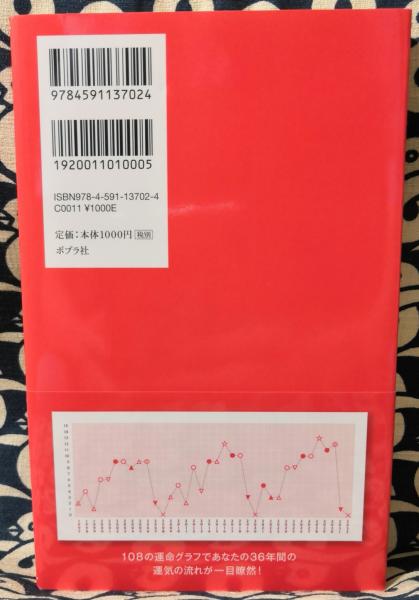 9784591137024
1920011010005
ISBN978-4-591-13702-4
C0011 ¥1000E
定価：本体1000円 税別
ポプラ社
108の運命グラフであなたの36年間の
運気の流れが一目瞭然！